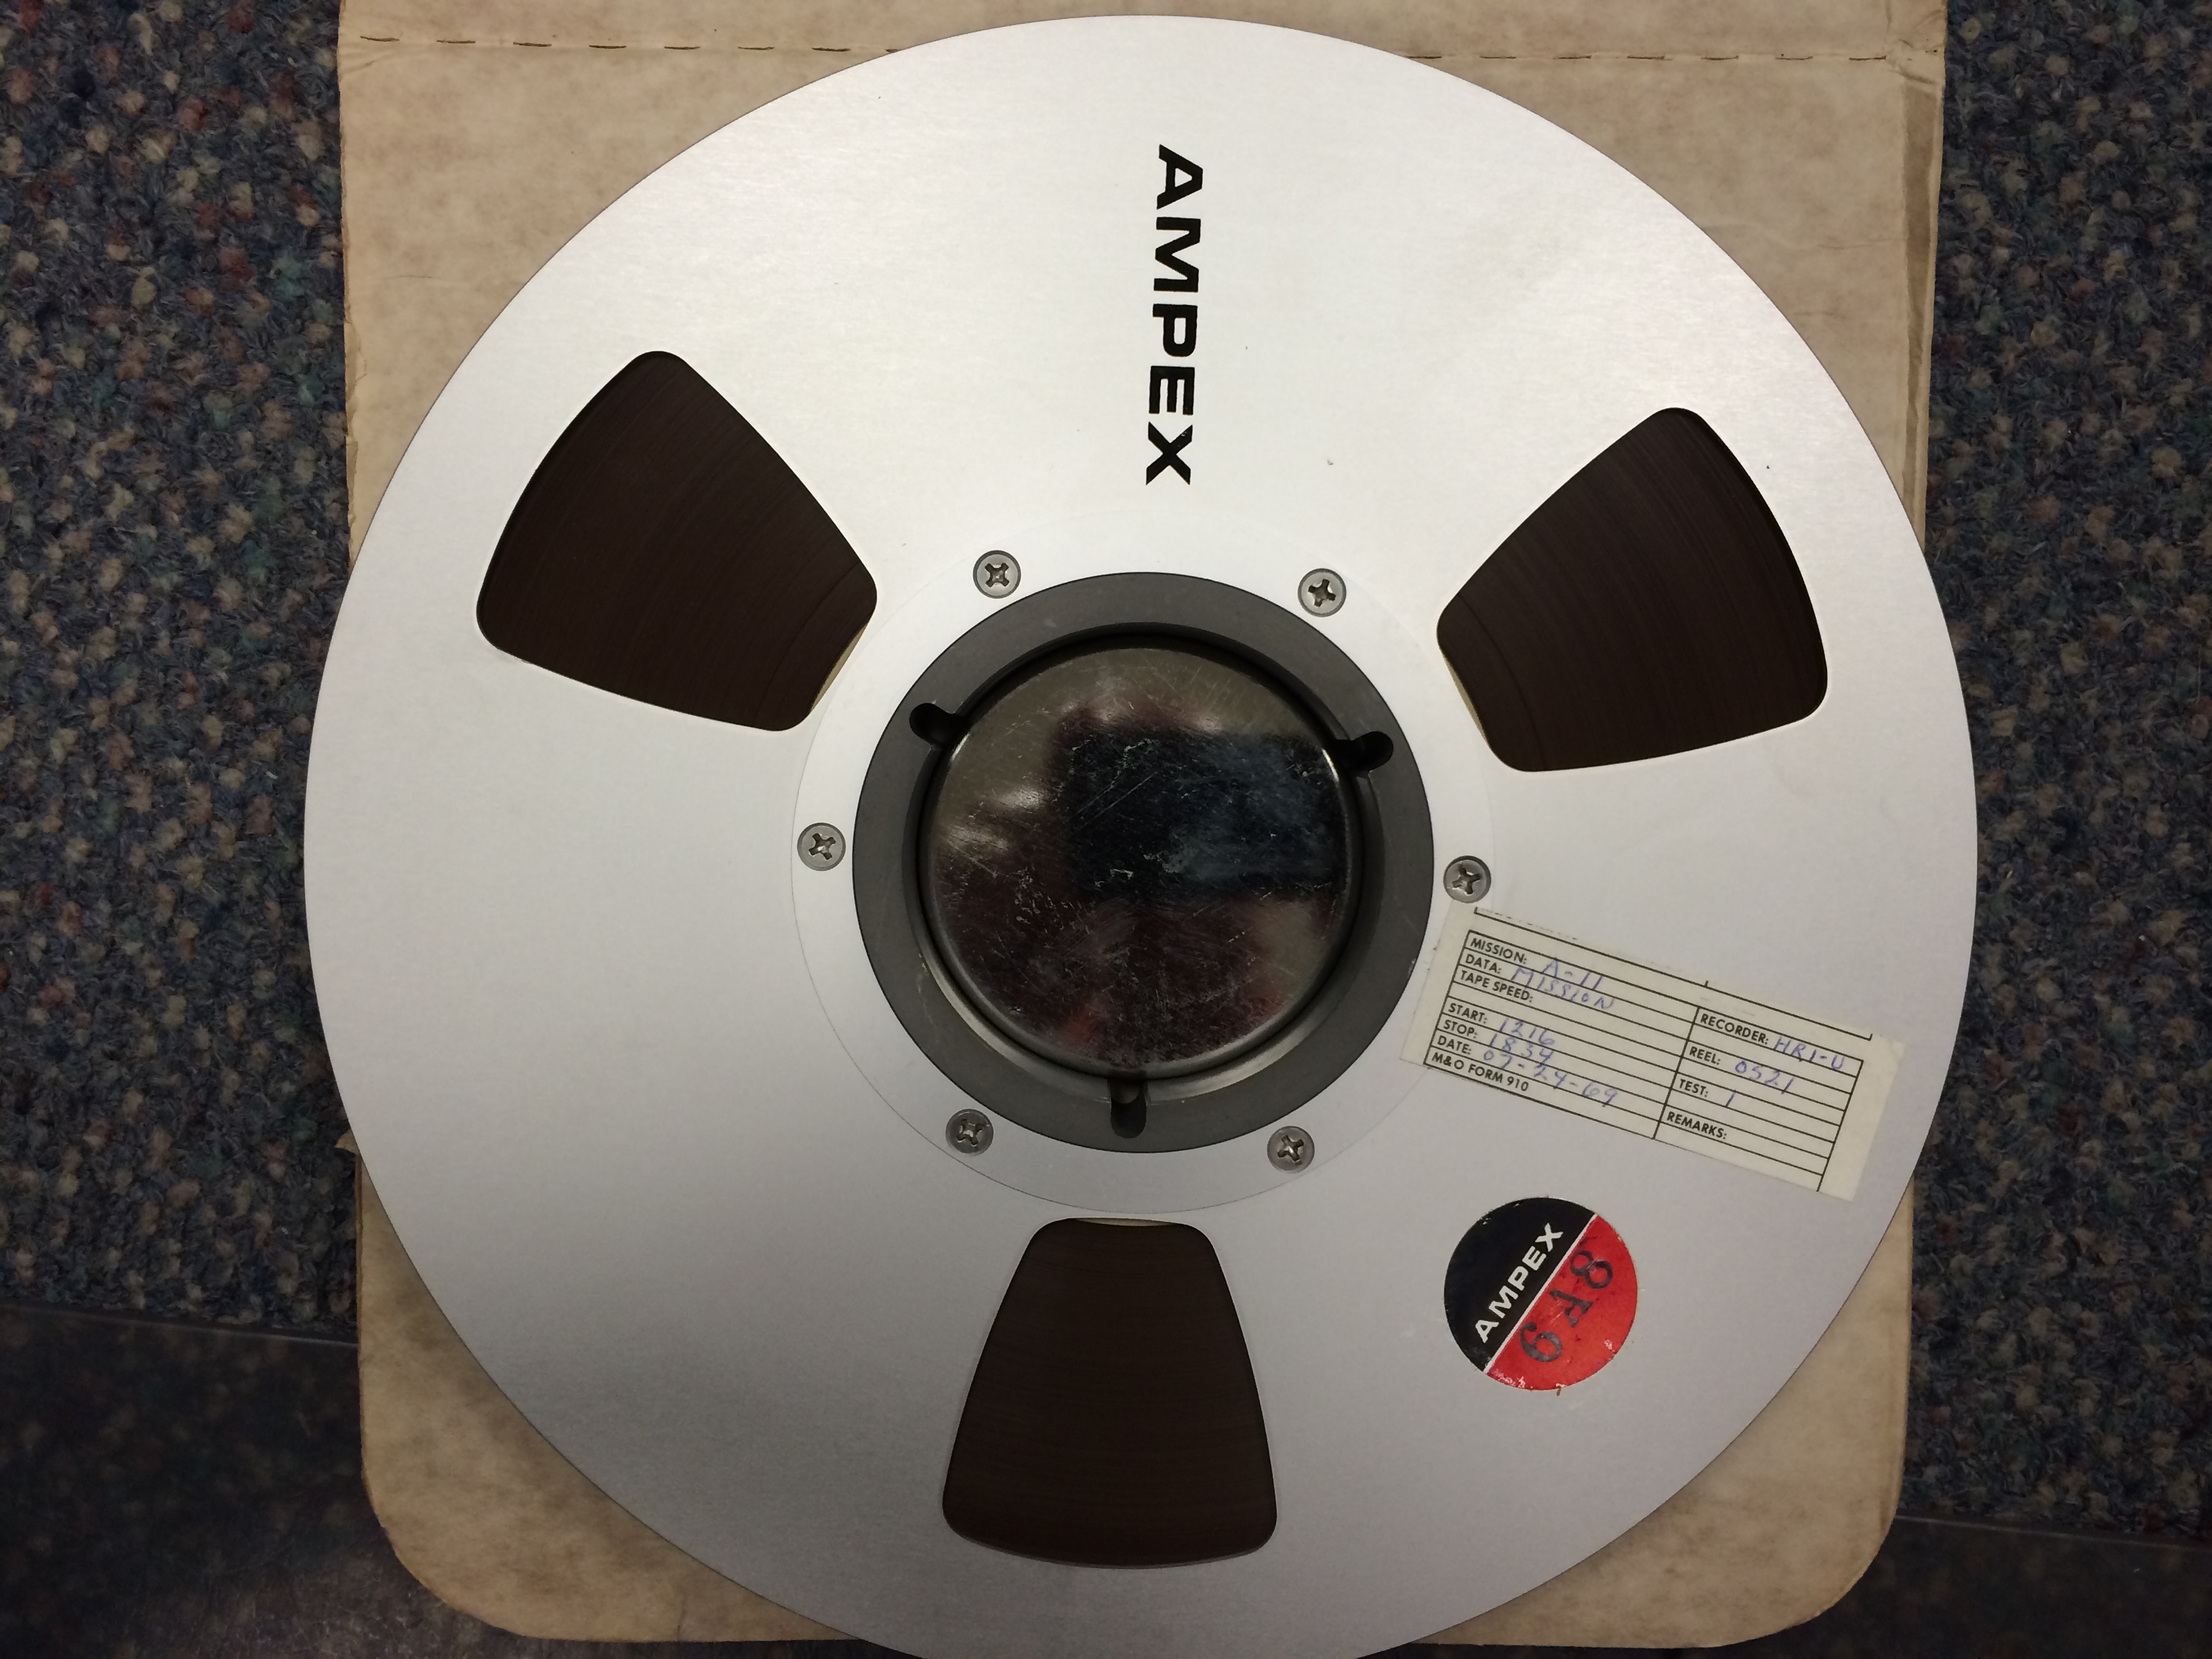 AMPEX
MISSION: A-11
DATA: MISSION
TAPE SPEED:
START: 1216
STOP: 1834
DATE: 07-24-69
M&O FORM 910
RECORDER: HR1-U
REEL: 0521
TEST: 1
REMARKS:
AMPEX
6A8